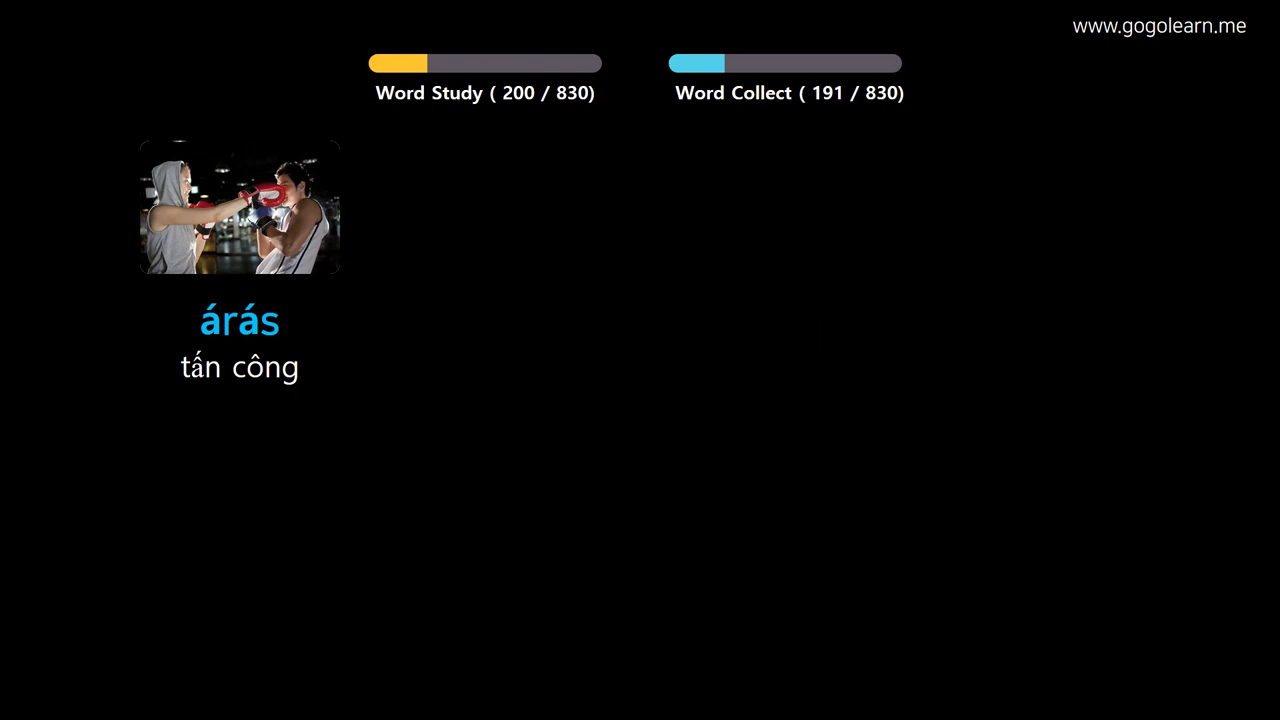 www.gogolearn.me
Word Study ( 200 / 830)
Word Collect ( 191 / 830)
árás
tấn công